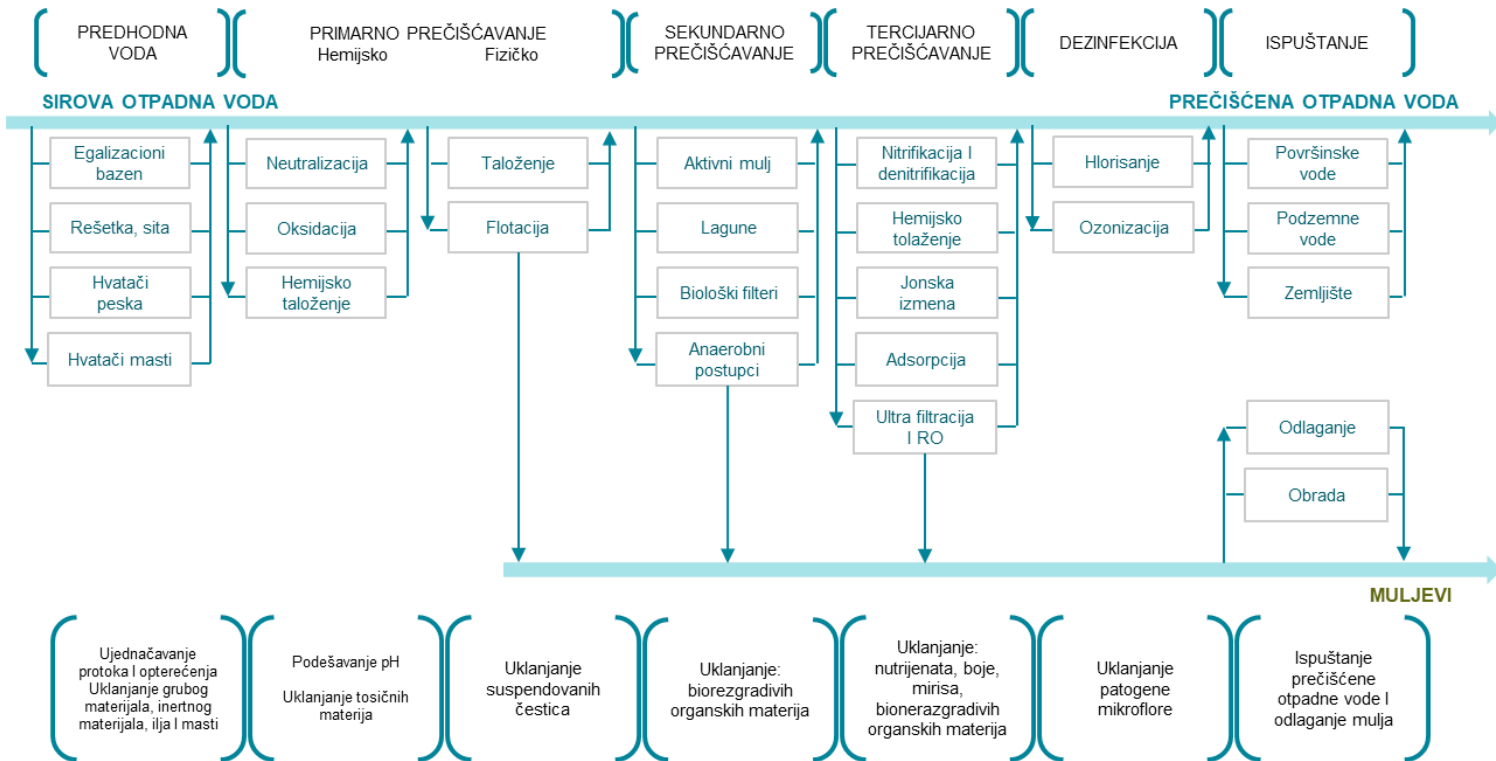 PREDHODNA
VODA
PRIMARNO PREČIŠĆAVANJE
Hemijsko Fizičko
SEKUNDARNO
PREČIŠĆAVANJE
TERCIJARNO
PREČIŠĆAVANJE
DEZINFEKCIJA
ISPUŠTANJE
SIROVA OTPADNA VODA
PREČIŠĆENA OTPADNA VODA
Egalizacioni
bazen
Rešetka, sita
Hvatači
peska
Hvatači masti
Neutralizacija
Oksidacija
Hemijsko
taloženje
Taloženje
Flotacija
Aktivni mulj
Lagune
Biološki filteri
Anaerobni
postupci
Nitrifikacija I
denitrifikacija
Hemijsko
tolaženje
Jonska
izmena
Adsorpcija
Ultra filtracija
I RO
Hlorisanje
Ozonizacija
Površinske
vode
Podzemne
vode
Zemljište
Odlaganje
Obrada
MULJEVI
Ujednačavanje
protoka I opterećenja
Uklanjanje grubog
materijala, inertnog
materijala, ilja I masti
Podešavanje pH
Uklanjanje tosičnih
materija
Uklanjanje
suspendovanih
čestica
Uklanjanje:
biorezgradivih
organskih materija
Uklanjanje:
nutrijenata, boje,
mirisa,
bionerazgradivih
organskih materija
Uklanjanje
patogene
mikroflore
Ispuštanje
prečišćene
otpadne vode I
odlaganje mulja